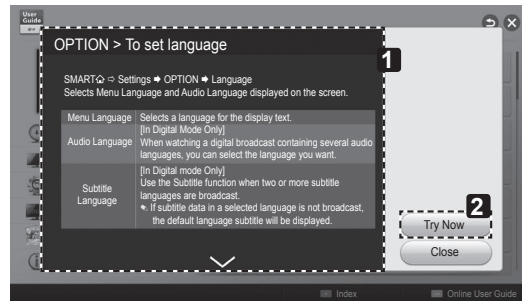 User
Guide
OPTION > To set language
1
SMART ⇨ Settings ➡ OPTION ➡ Language
Selects Menu Language and Audio Language displayed on the screen.
Menu Language Selects a language for the display text.
Audio Language
[In Digital Mode Only]
When watching a digital broadcast containing several audio
languages, you can select the language you want.
Subtitle
Language
[In Digital mode Only]
Use the Subtitle function when two or more subtitle
languages are broadcast.
If subtitle data in a selected language is not broadcast,
the default language subtitle will be displayed.
2
Try Now
Close
Index
Online User Guide